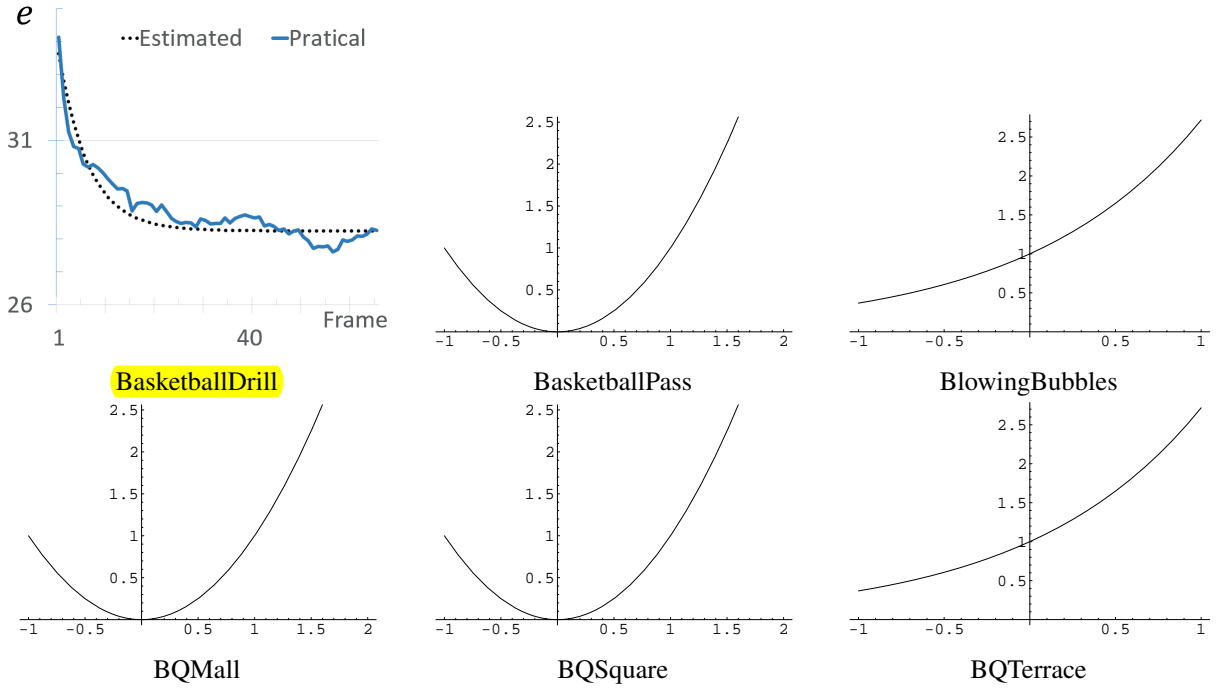 e
Estimated Pratical
31
26
1 40 Frame
2.5
2
1.5
1
0.5
-1 -0.5 0.5 1 1.5 2
2.5
2
1.5
1
0.5
-1 -0.5 0.5 1
BasketballDrill BasketballPass BlowingBubbles
2.5
2
1.5
1
0.5
-1 -0.5 0.5 1 1.5 2
2.5
2
1.5
1
0.5
-1 -0.5 0.5 1 1.5 2
2.5
2
1.5
1
0.5
-1 -0.5 0.5 1
BQMall BQSquare BQTerrace